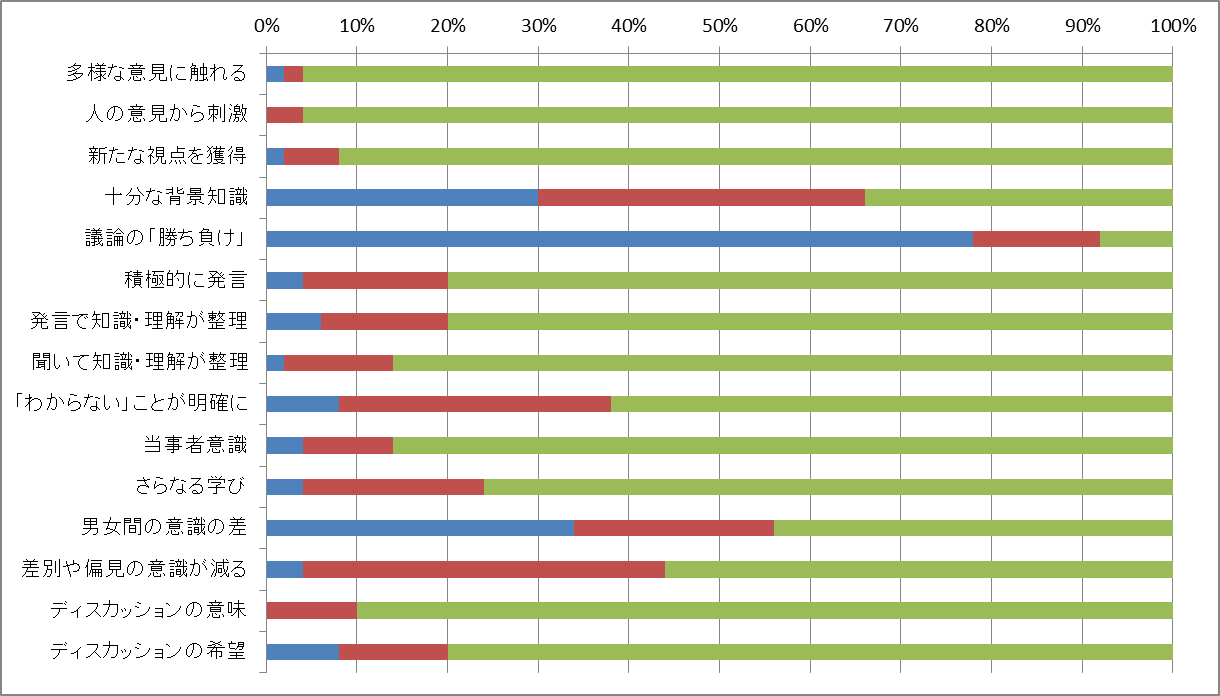 0% 10% 20% 30% 40% 50% 60% 70% 80% 90% 100%
多様な意見に触れる
人の意見から刺激
新たな視点を獲得
十分な背景知識
議論の「勝ち負け」
積極的に発言
発言で知識・理解が整理
聞いて知識・理解が整理
「わからない」ことが明確に
当事者意識
さらなる学び
男女間の意識の差
差別や偏見の意識が減る
ディスカッションの意味
ディスカッションの希望